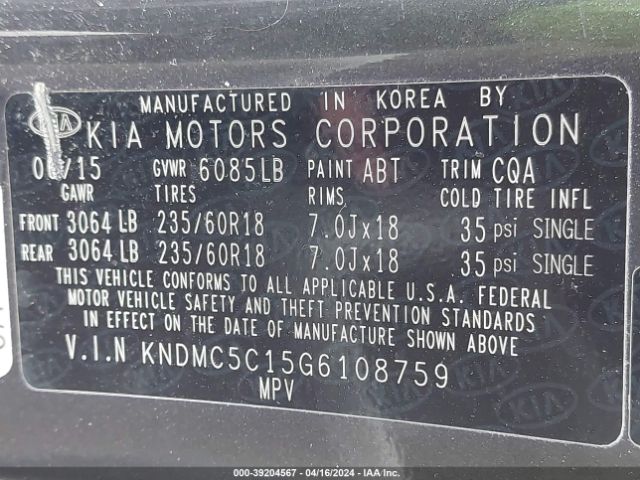 MANUFACTURED IN KOREA BY
KIA KIA MOTORS CORPORATION
/15 GVWR 6085LB PAINT ABT TRIM CQA
GAWR TIRES RIMS COLD TIRE INFL
FRONT 3064 LB 235/60R18 7.0Jx18 35 psi SINGLE
REAR 3064 LB 235/60R18 7.0Jx18 35 psi SINGLE
THIS VEHICLE CONFORMS TO ALL APPLICABLE U.S.A. FEDERAL
MOTOR VEHICLE SAFETY AND THEFT PREVENTION STANDARDS
IN EFFECT ON THE DATE OF MANUFACTURE SHOWN ABOVE
V.I.N KNDMC5C15G6108759
MPV
000-39204567 - 04/16/2024 - IAA Inc.